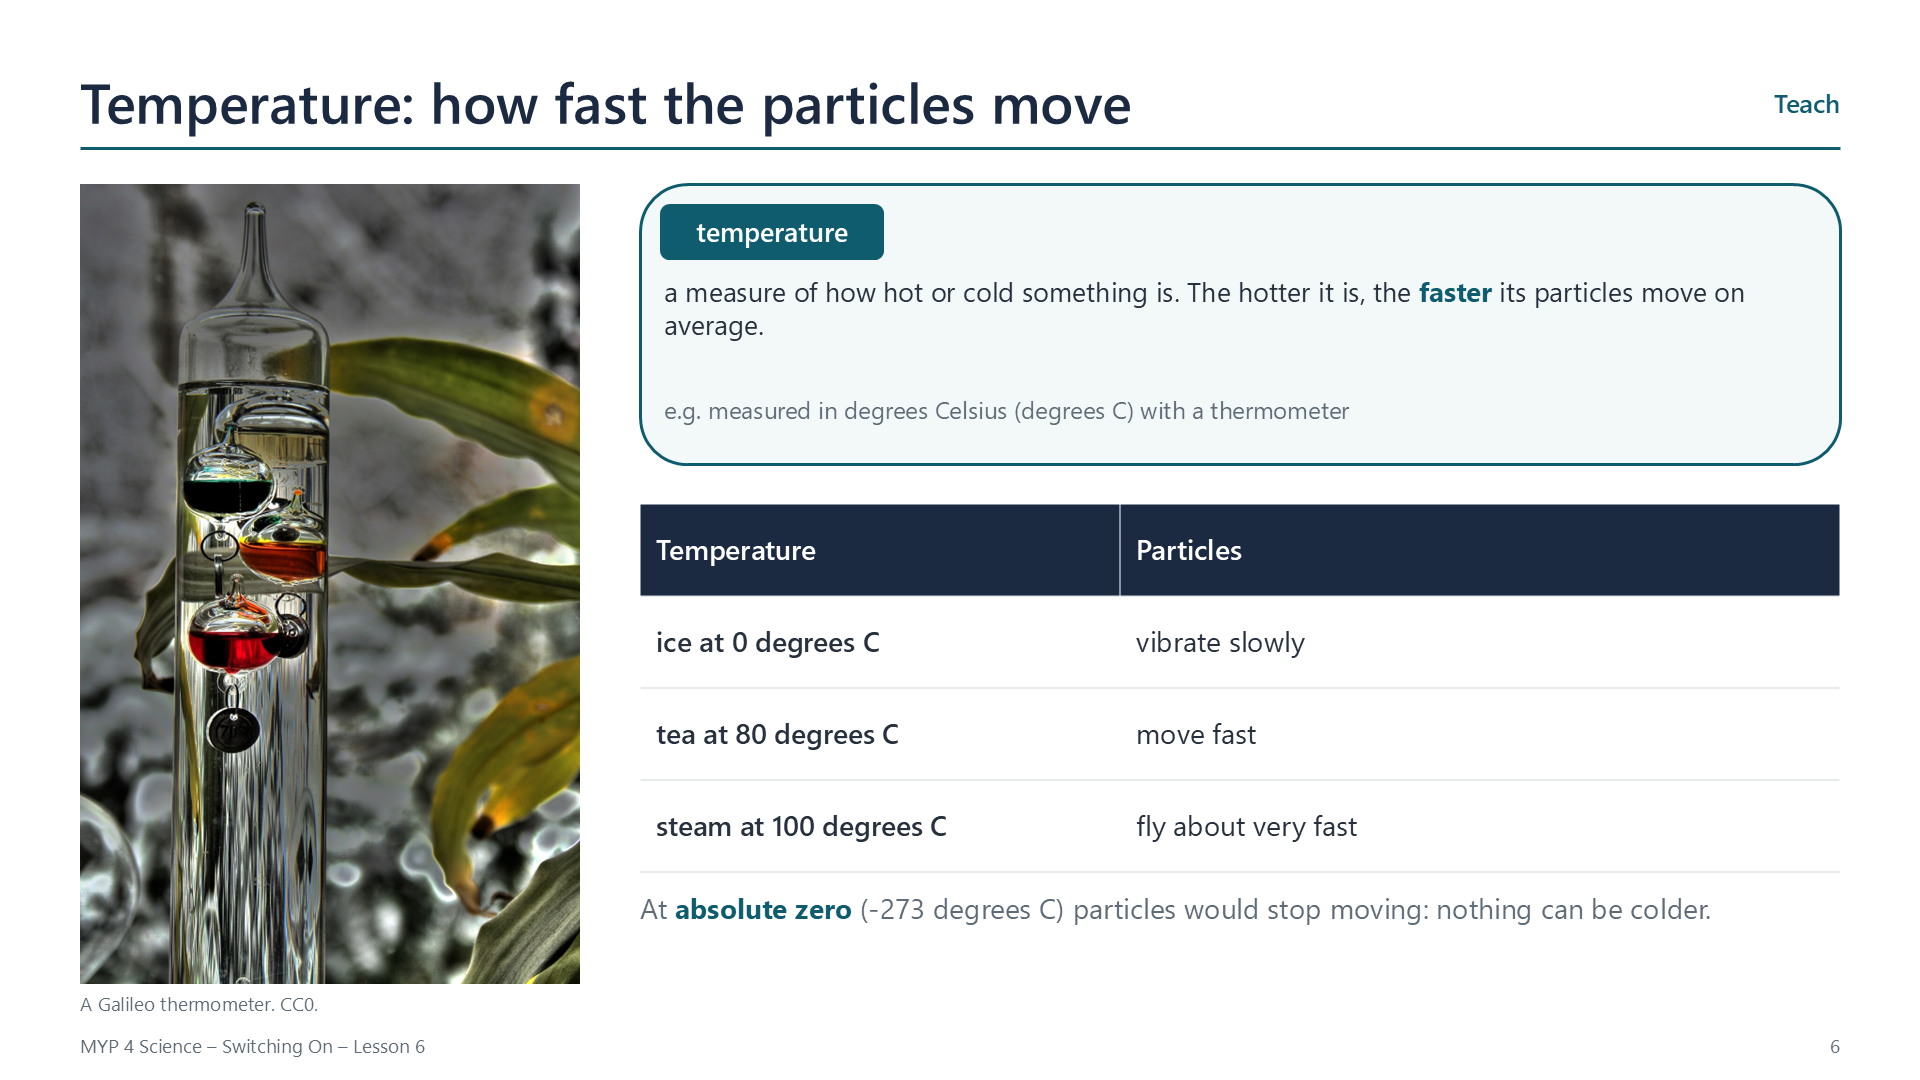 Temperature: how fast the particles move
Teach
temperature
a measure of how hot or cold something is. The hotter it is, the faster its particles move on
average.
e.g. measured in degrees Celsius (degrees C) with a thermometer
Temperature
Particles
ice at 0 degrees C
vibrate slowly
tea at 80 degrees C
move fast
steam at 100 degrees C
fly about very fast
At absolute zero (-273 degrees C) particles would stop moving: nothing can be colder.
A Galileo thermometer. CC0.
MYP 4 Science – Switching On – Lesson 6
6